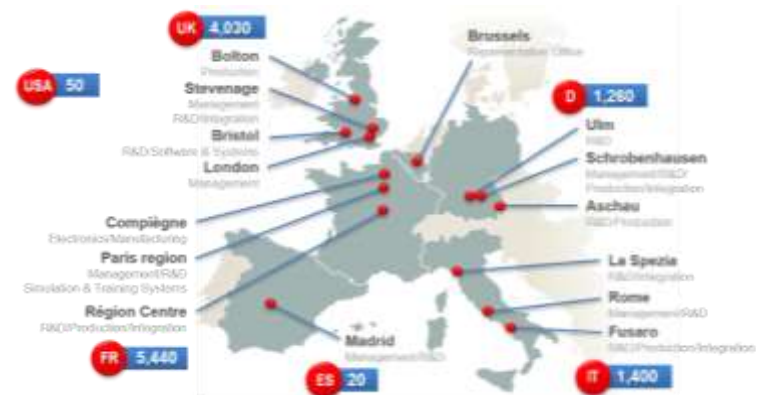 UK 4,030
Bolton
Production
Stevenage
Management
R&D/Integration
Bristol
R&D/Software & Systems
London
Management
USA 50
Brussels
Representative Office
D 1,260
Ulm
R&D
Schrobenhausen
Management/R&D/
Production/Integration
Aschau
R&D/Production
Compiègne
Electronics/Manufacturing
Paris region
Management/R&D
Simulation & Training Systems
Région Centre
R&D/Production/Integration
FR 5,440
Madrid
Management/R&D
ES 20
La Spezia
R&D/Integration
Rome
Management/R&D
Fusaro
R&D/Production/Integration
IT 1,400